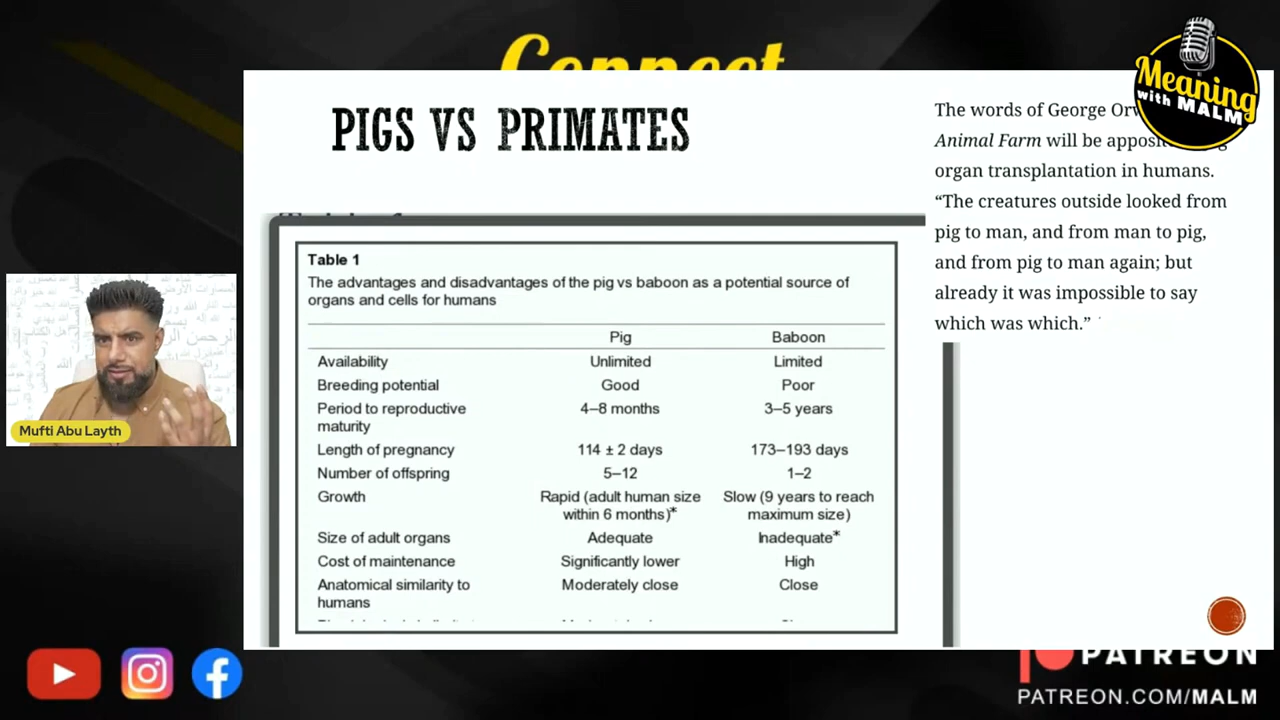 Connect
PIGS VS PRIMATES
The words of George
Animal Farm will be
organ transplantation in humans.
“The creatures outside looked from
pig to man, and from man to pig,
and from pig to man again; but
already it was impossible to say
which was which.”
Meaning
with MALM
Table 1
The advantages and disadvantages of the pig vs baboon as a potential source of
organs and cells for humans
Pig Baboon
Availability Unlimited Limited
Breeding potential Good Poor
Period to reproductive 4–8 months 3–5 years
maturity
Length of pregnancy 114 ± 2 days 173–193 days
Number of offspring 5–12 1–2
Growth Rapid (adult human size Slow (9 years to reach
within 6 months)* maximum size)
Size of adult organs Adequate Inadequate*
Cost of maintenance Significantly lower High
Anatomical similarity to Moderately close Close
humans
Mufti Abu Layth
PATREON
PATREON.COM/MALM